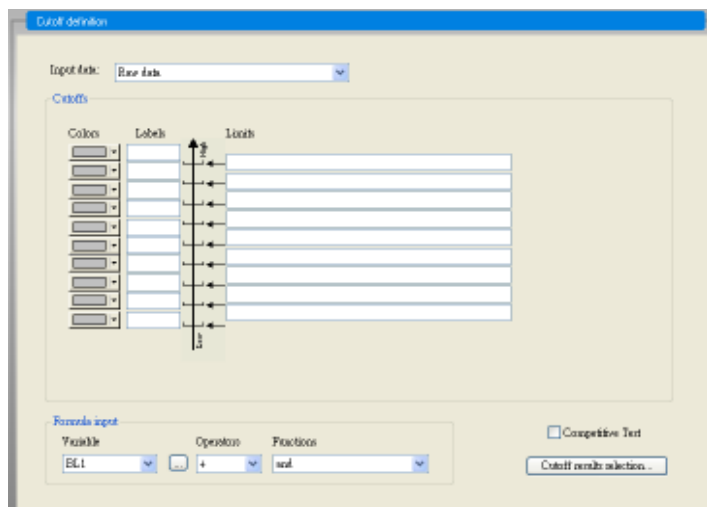 Cutoff definition
Input data: Raw data
Cutoffs
Colors Labels Limits
High
Low
Formula input
Variable Operators Functions
BL1 ... + and
Competitive Test
Cutoff results selection...